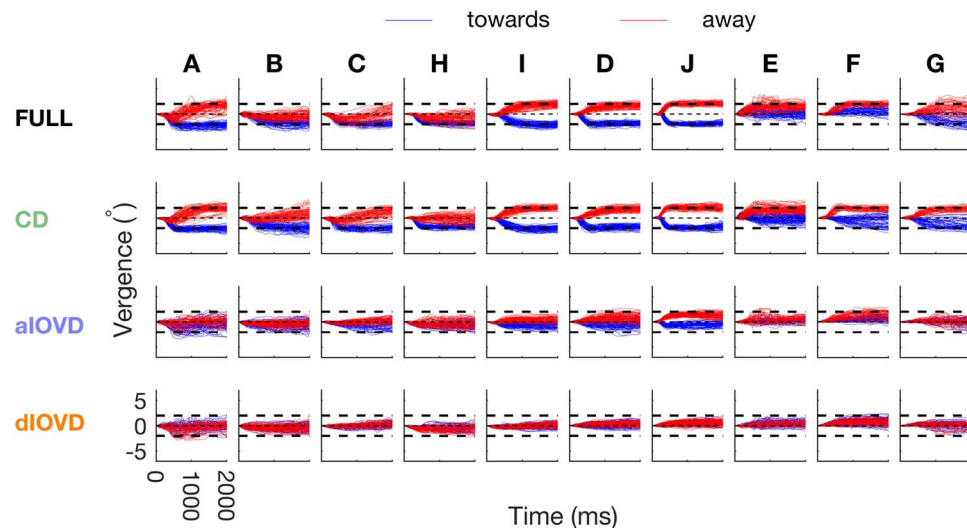 towards away
A B C H I D J E F G
FULL
CD
aIOVD
dIOVD
Vergence (°)
5
0
-5
0 1000 2000
Time (ms)